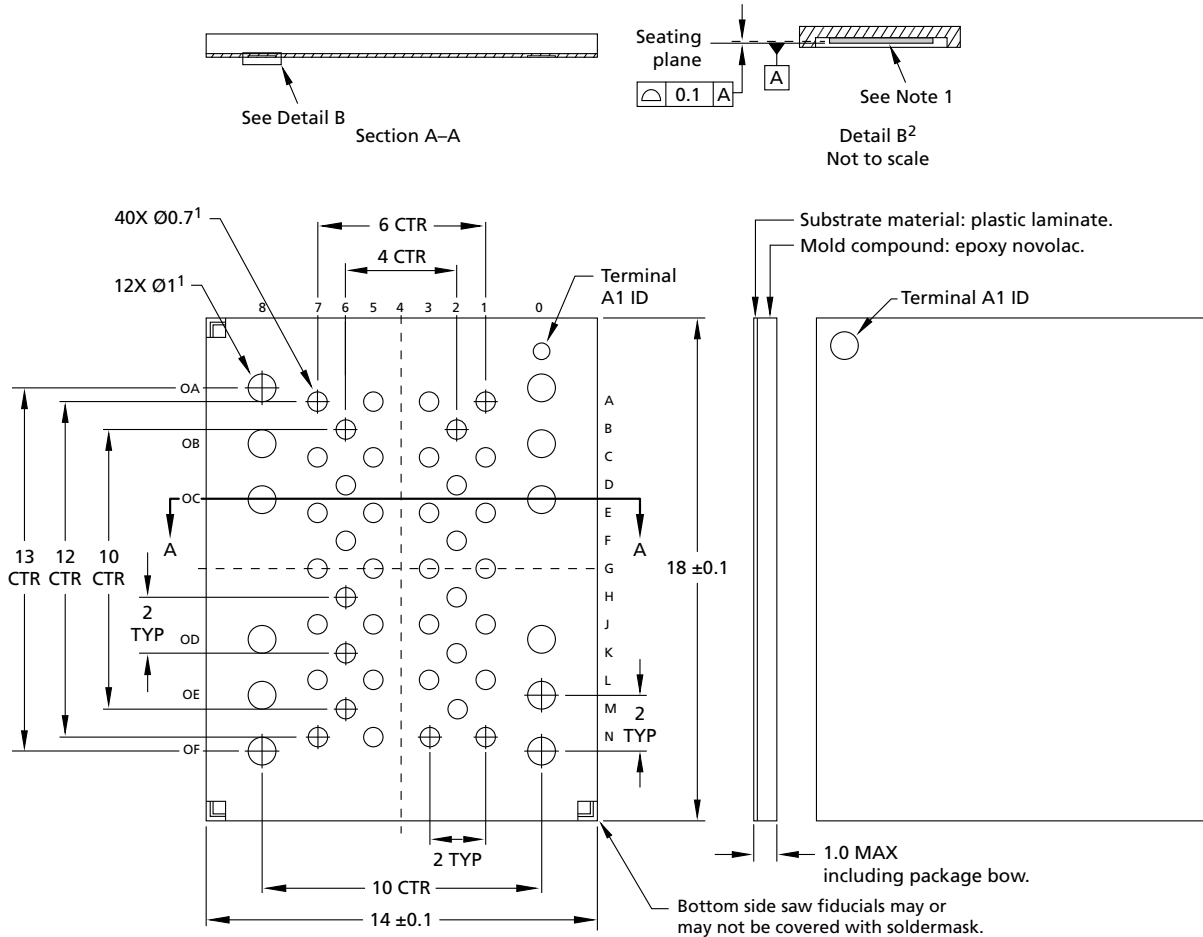 Seating
plane
A
⌓ 0.1 A
See Detail B
Section A–A
See Note 1
Detail B²
Not to scale
40X Ø0.7¹
6 CTR
4 CTR
12X Ø1¹
Terminal
A1 ID
Substrate material: plastic laminate.
Mold compound: epoxy novolac.
Terminal A1 ID
8 7 6 5 4 3 2 1 0
OA
A
B
OB
C
D
OC
E
A
A
F
13
CTR
12
CTR
10
CTR
G
18 ±0.1
H
2
TYP
J
OD
K
L
OE
M
2
TYP
N
OF
2 TYP
1.0 MAX
including package bow.
10 CTR
14 ±0.1
Bottom side saw fiducials may or
may not be covered with soldermask.